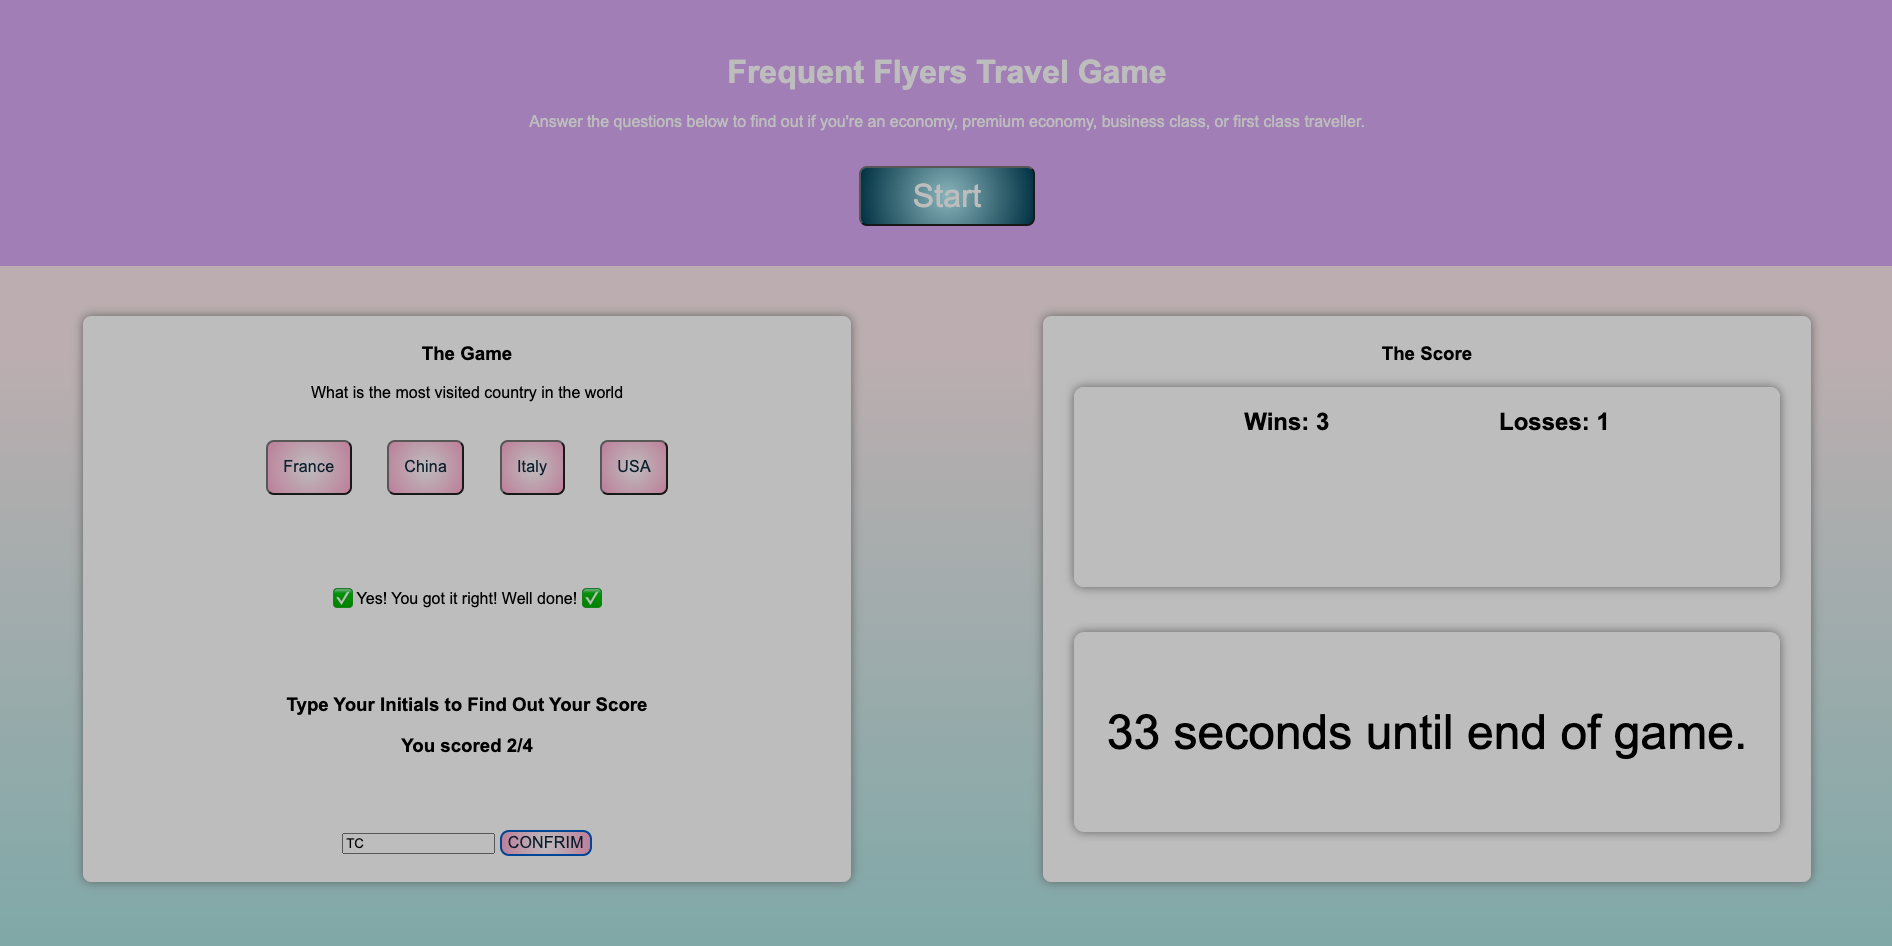 Frequent Flyers Travel Game
Answer the questions below to find out if you're an economy, premium economy, business class, or first class traveller.
Start
The Game
What is the most visited country in the world
France China Italy USA
✅ Yes! You got it right! Well done! ✅
Type Your Initials to Find Out Your Score
You scored 2/4
TC CONFRIM
The Score
Wins: 3 Losses: 1
33 seconds until end of game.